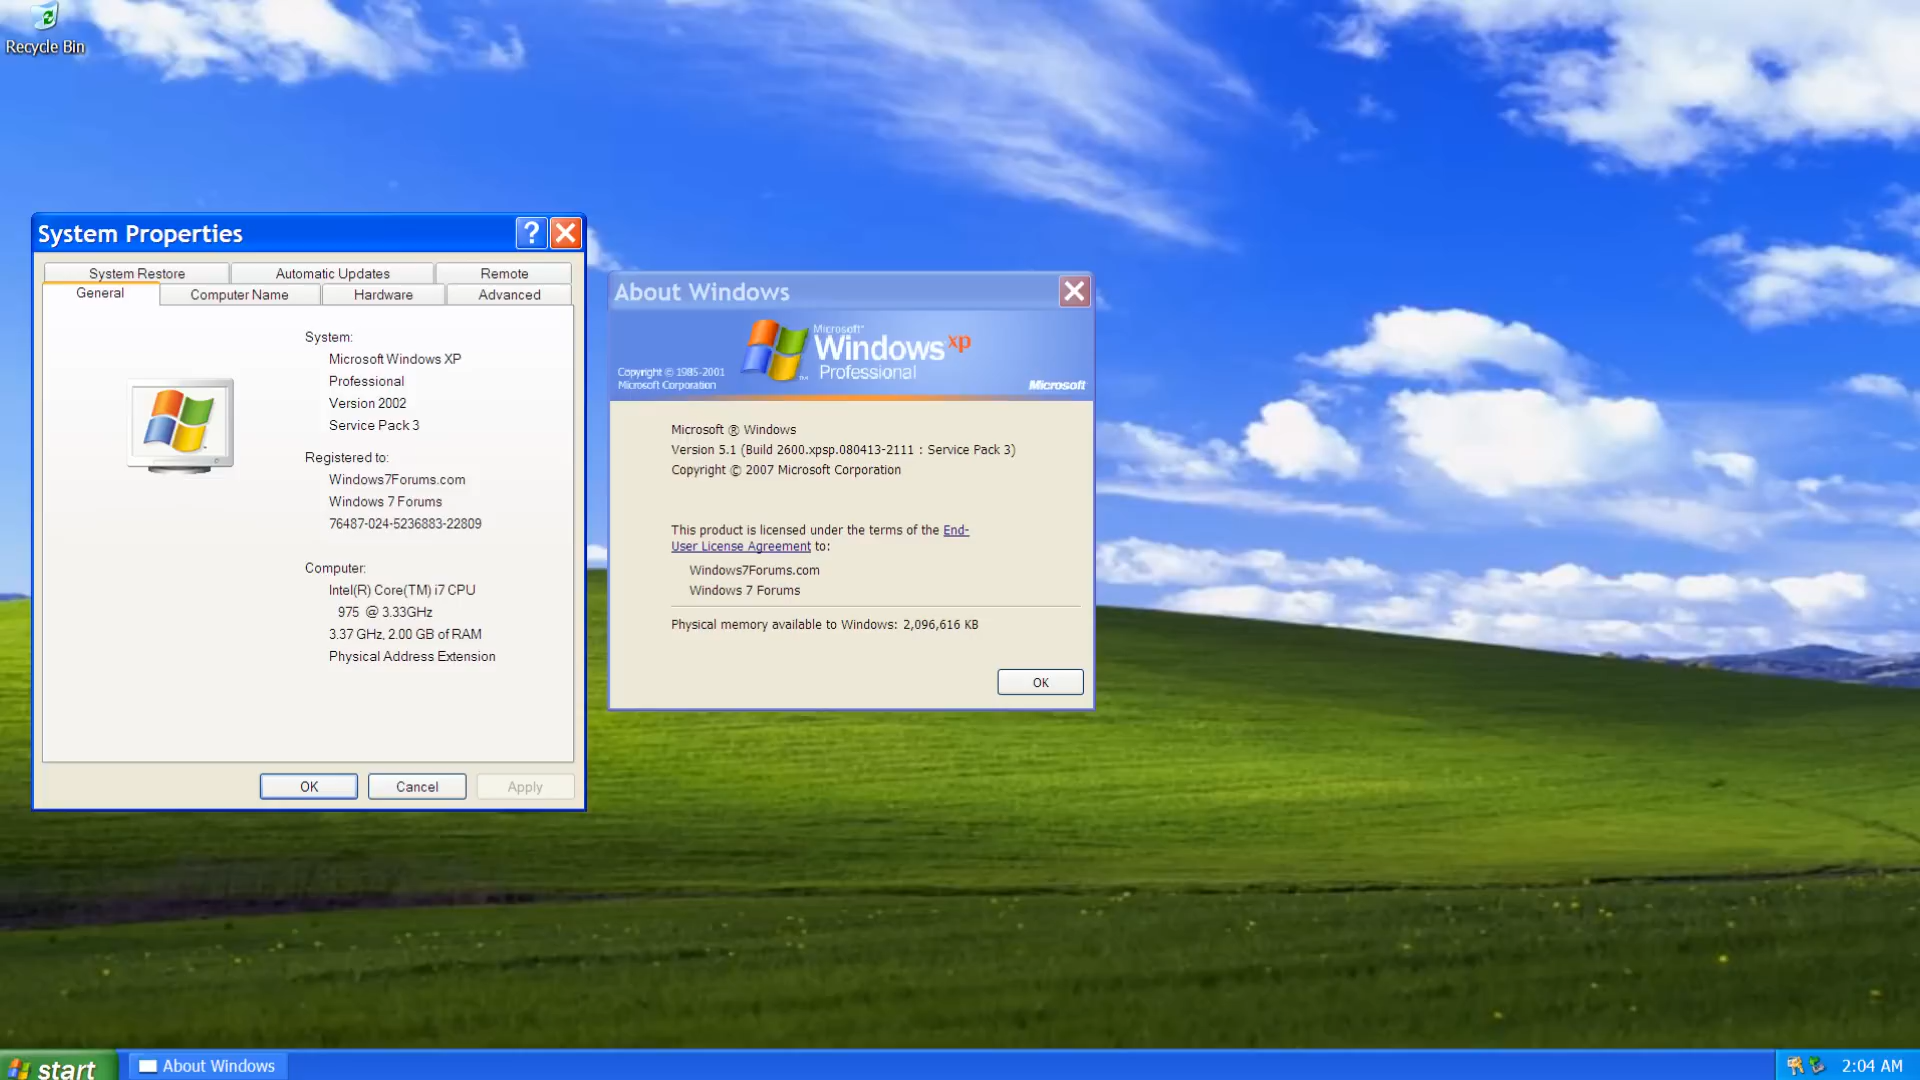 Recycle Bin
System Properties
?
System Restore
Automatic Updates
Remote
General
Computer Name
Hardware
Advanced
System:
Microsoft Windows XP
Professional
Version 2002
Service Pack 3
Registered to:
Windows7Forums.com
Windows 7 Forums
76487-024-5236883-22809
Computer:
Intel(R) Core(TM) i7 CPU
975 @ 3.33GHz
3.37 GHz, 2.00 GB of RAM
Physical Address Extension
OK
Cancel
Apply
About Windows
Microsoft®
Windows xp
Professional
Copyright © 1985-2001
Microsoft Corporation
Microsoft
Microsoft ® Windows
Version 5.1 (Build 2600.xpsp.080413-2111 : Service Pack 3)
Copyright © 2007 Microsoft Corporation
This product is licensed under the terms of the End-
User License Agreement to:
Windows7Forums.com
Windows 7 Forums
Physical memory available to Windows: 2,096,616 KB
OK
start
About Windows
2:04 AM